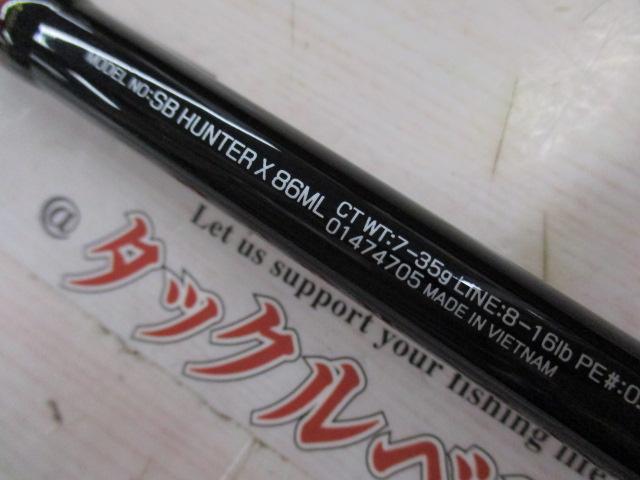 MODEL NO:SB HUNTER X 86ML
CT WT:7-35g LINE:8-16lb PE#:0
01474705 MADE IN VIETNAM
Let us support your fishing life
@タックルベ